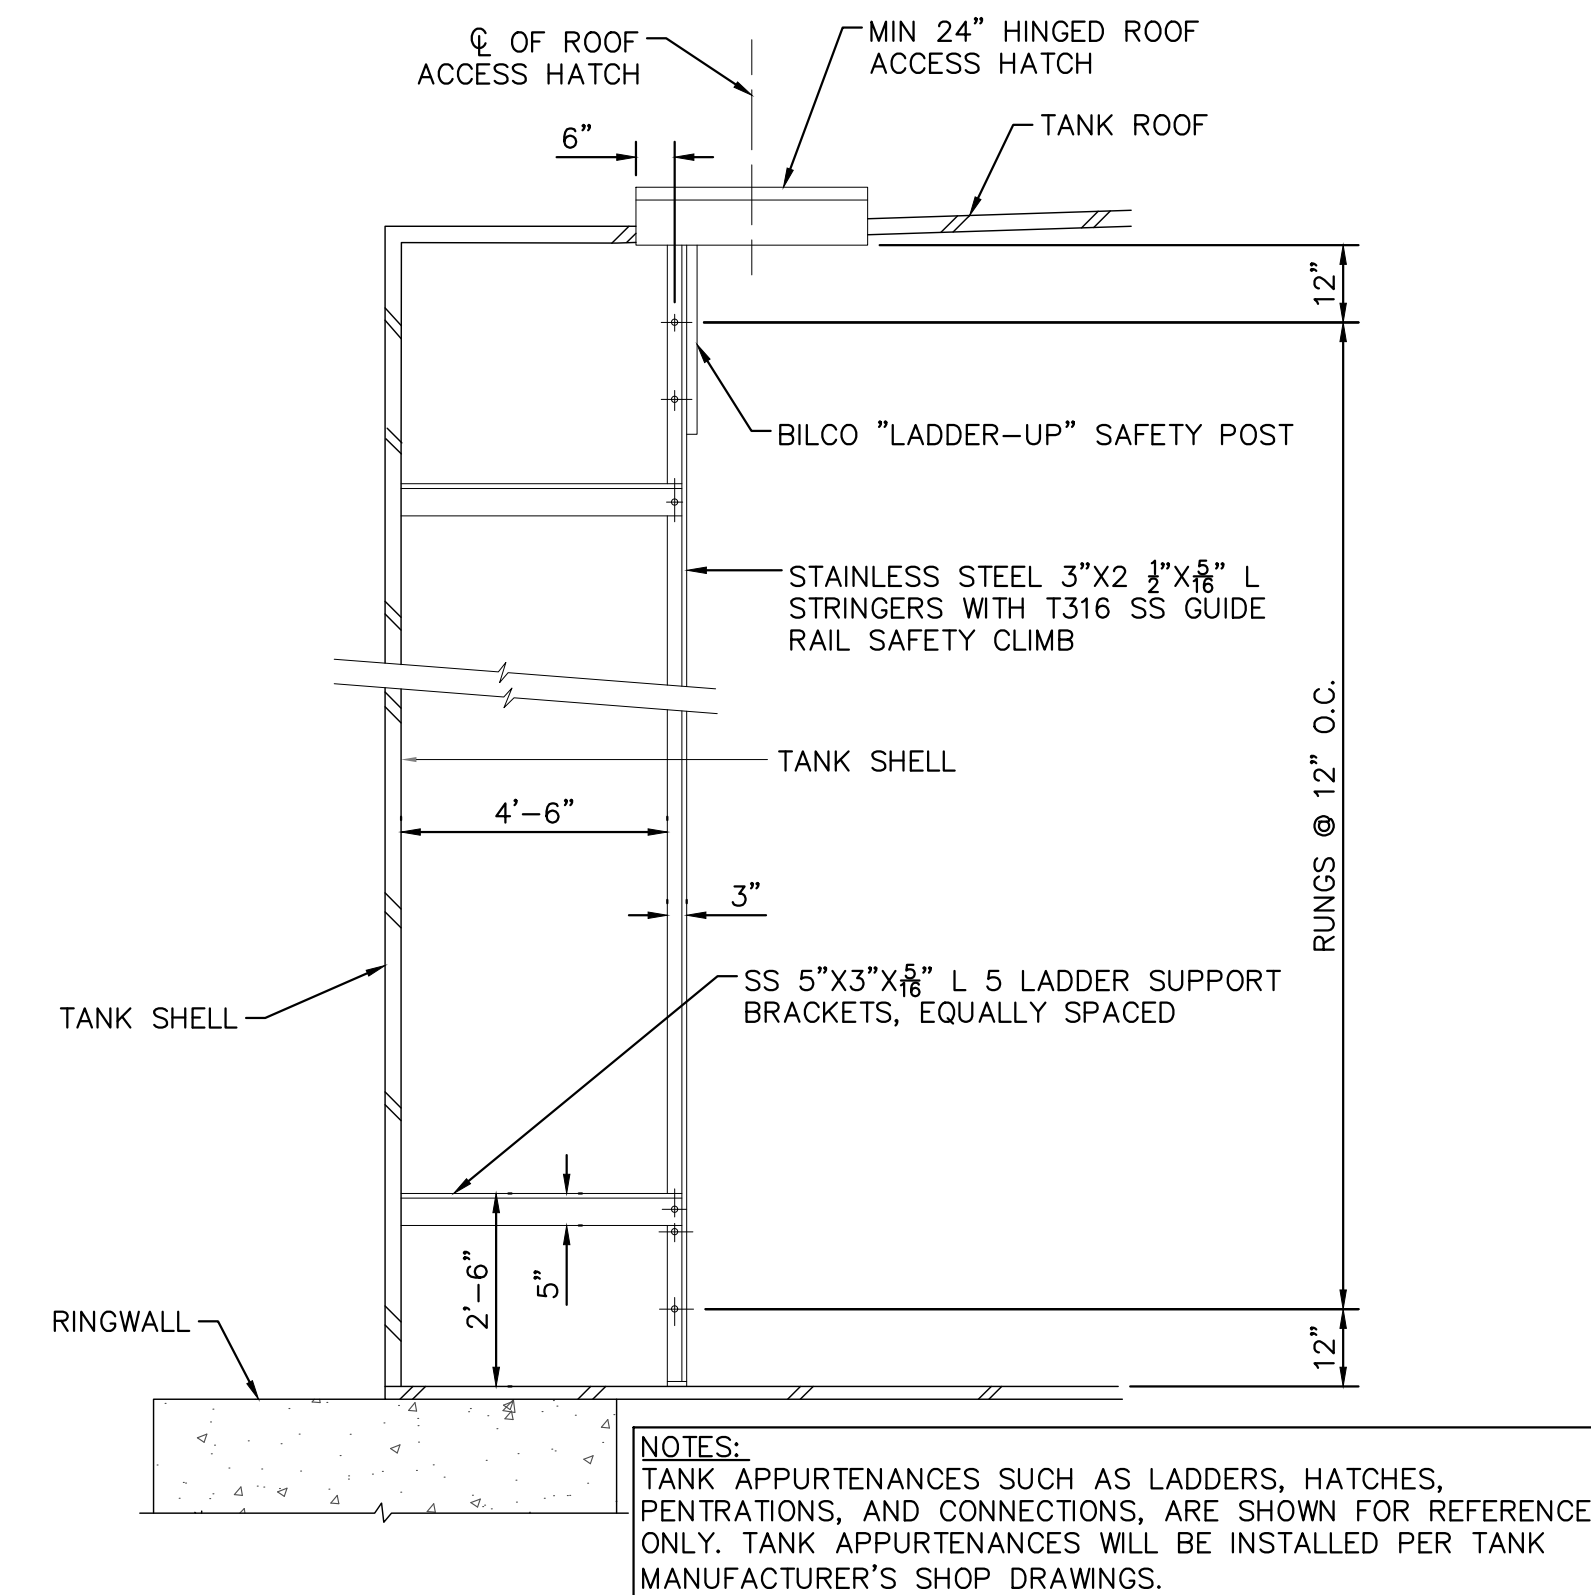 ℄ OF ROOF
ACCESS HATCH
MIN 24" HINGED ROOF
ACCESS HATCH
TANK ROOF
6"
12"
BILCO "LADDER-UP" SAFETY POST
STAINLESS STEEL 3"X2 1/2"X5/16" L
STRINGERS WITH T316 SS GUIDE
RAIL SAFETY CLIMB
RUNGS @ 12" O.C.
TANK SHELL
4'-6"
3"
SS 5"X3"X5/16" L 5 LADDER SUPPORT
BRACKETS, EQUALLY SPACED
TANK SHELL
2'-6"
5"
RINGWALL
12"
NOTES:
TANK APPURTENANCES SUCH AS LADDERS, HATCHES,
PENTRATIONS, AND CONNECTIONS, ARE SHOWN FOR REFERENCE
ONLY. TANK APPURTENANCES WILL BE INSTALLED PER TANK
MANUFACTURER'S SHOP DRAWINGS.